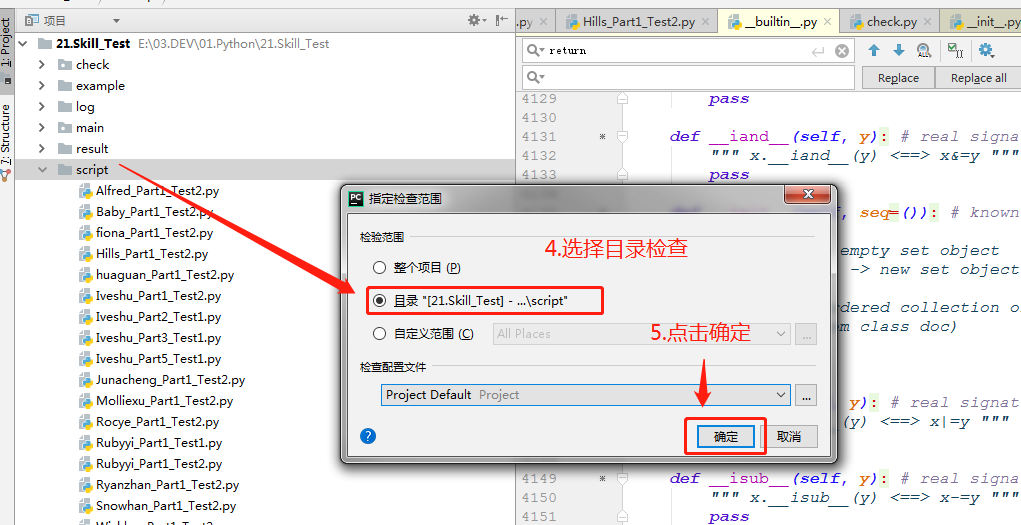 项目
1: Project
7: Structure
21.Skill_Test E:\03.DEV\01.Python\21.Skill_Test
check
example
log
main
result
script
Alfred_Part1_Test2.py
Baby_Part1_Test2.py
fiona_Part1_Test2.py
Hills_Part1_Test2.py
huaguan_Part1_Test2.py
Iveshu_Part1_Test2.py
Iveshu_Part2_Test1.py
Iveshu_Part3_Test1.py
Iveshu_Part5_Test1.py
Junacheng_Part1_Test2.py
Molliexu_Part1_Test2.py
Rocye_Part1_Test2.py
Rubyyi_Part1_Test1.py
Rubyyi_Part1_Test2.py
Ryanzhan_Part1_Test2.py
Snowhan_Part1_Test2.py
.py
Hills_Part1_Test2.py
__builtin__.py
check.py
__init__.py
return
Replace
Replace all
4129 pass
4130
4131 def __iand__(self, y): # real signat
4132 """ x.__iand__(y) <==> x&=y """
pass
, seq=()): # known
empty set object
-> new set object
dered collection o
om class doc)
y): # real signat
(y) <==> x|=y """
4149 def __isub__(self, y): # real signat
4150 """ x.__isub__(y) <==> x-=y """
4151 pass
PC 指定检查范围
检验范围
4.选择目录检查
整个项目 (P)
目录 "[21.Skill_Test] - ...\script"
自定义范围 (C) All Places ...
5.点击确定
检查配置文件
Project Default Project ...
?
确定
取消